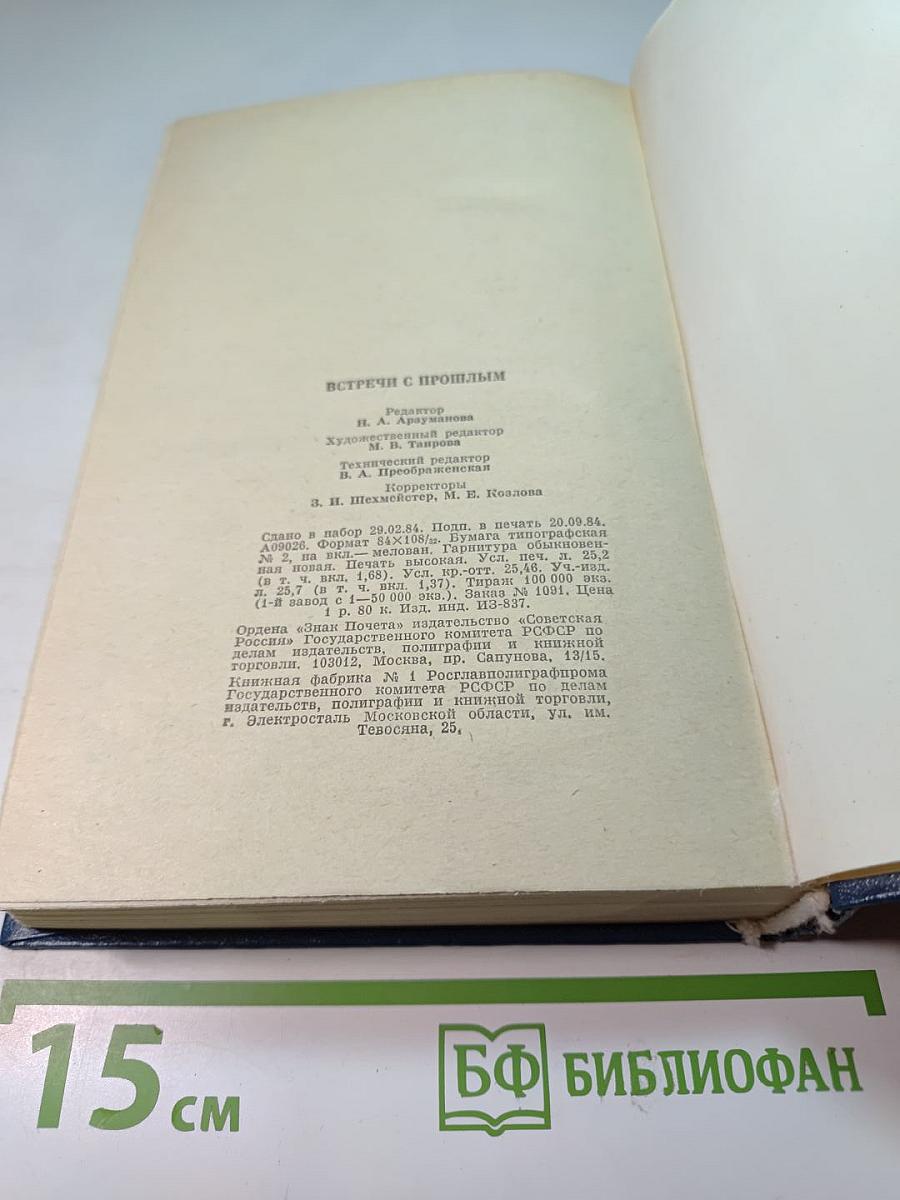 ВСТРЕЧИ С ПРОШЛЫМ
Редактор
Н. А. Арзуманова
Художественный редактор
М. В. Таирова
Технический редактор
В. А. Преображенская
Корректоры
З. И. Шехмейстер, М. Е. Козлова
Сдано в набор 29.02.84. Подп. в печать 20.09.84.
А09026. Формат 84×108/32. Бумага типографская
№ 2, на вкл.— мелован. Гарнитура обыкновен-
ная новая. Печать высокая. Усл. печ. л. 25,2
(в т. ч. вкл. 1,68). Усл. кр.-отт. 25,46. Уч.-изд.
л. 25,7 (в т. ч. вкл. 1,37). Тираж 100 000 экз.
(1-й завод с 1—50 000 экз.). Заказ № 1091. Цена
1 р. 80 к. Изд. инд. ИЗ-837.
Ордена «Знак Почета» издательство «Советская
Россия» Государственного комитета РСФСР по
делам издательств, полиграфии и книжной
торговли. 103012, Москва, пр. Сапунова, 13/15.
Книжная фабрика № 1 Росглавполиграфпрома
Государственного комитета РСФСР по делам
издательств, полиграфии и книжной торговли,
г. Электросталь Московской области, ул. им.
Тевосяна, 25.
15 см
БФ БИБЛИОФАН